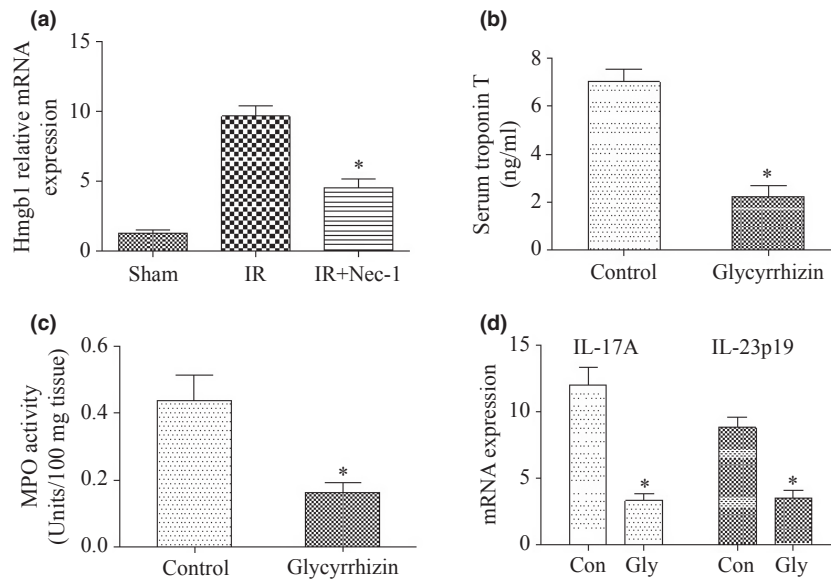 (a)
Hmgb1 relative mRNA
expression
15
10
5
0
*
Sham IR IR+Nec-1
(b)
Serum troponin T
(ng/ml)
8
6
4
2
0
*
Control Glycyrrhizin
(c)
MPO activity
(Units/100 mg tissue)
0.6
0.4
0.2
0.0
*
Control Glycyrrhizin
(d)
mRNA expression
15
10
5
0
IL-17A IL-23p19
* *
Con Gly Con Gly